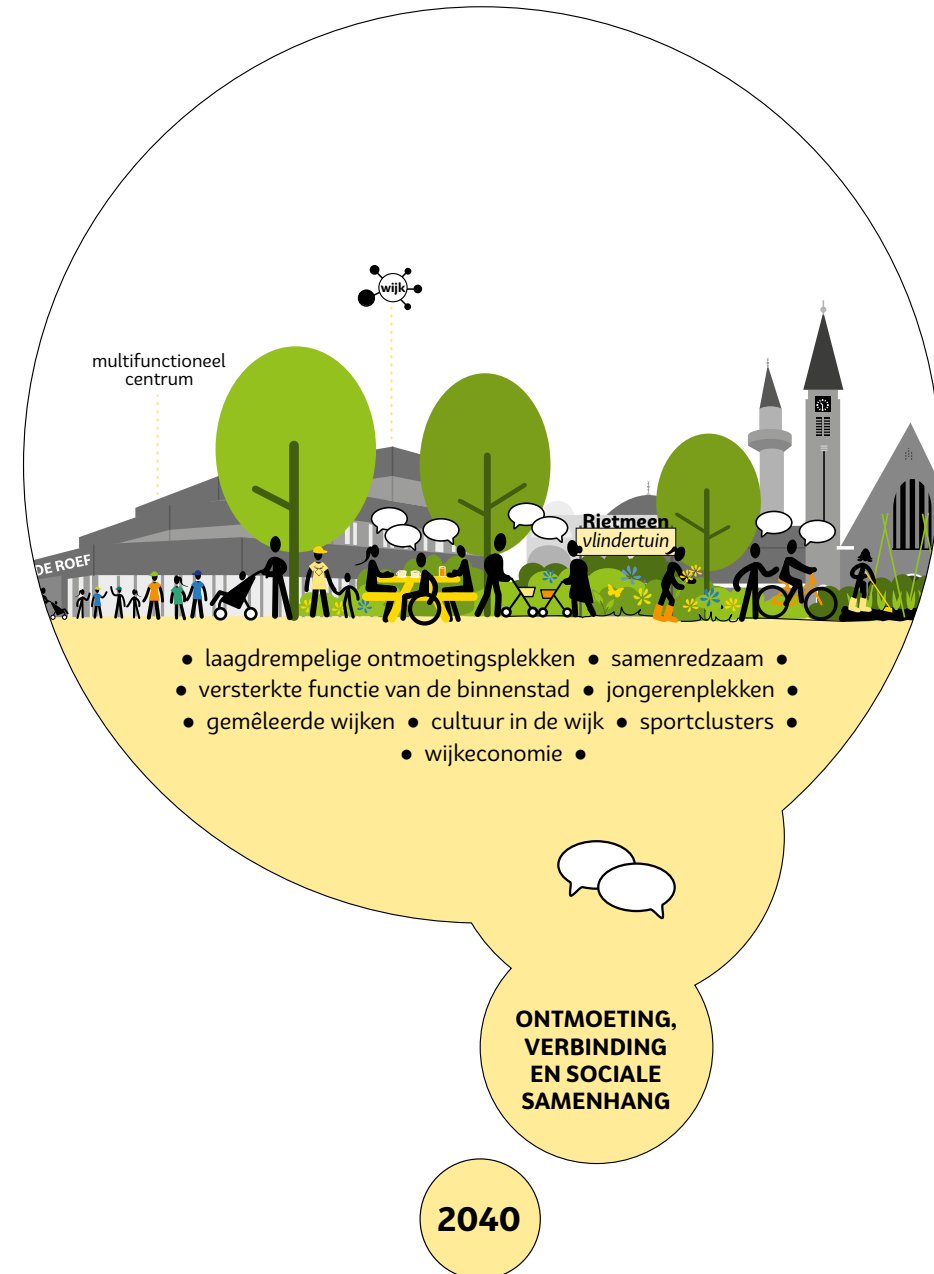 wijk
multifunctioneel
centrum
Rietmeen
vlindertuin
DE ROEF
• laagdrempelige ontmoetingsplekken • samenredzaam •
• versterkte functie van de binnenstad • jongerenplekken •
• gemêleerde wijken • cultuur in de wijk • sportclusters •
• wijkeconomie •
ONTMOETING,
VERBINDING
EN SOCIALE
SAMENHANG
2040